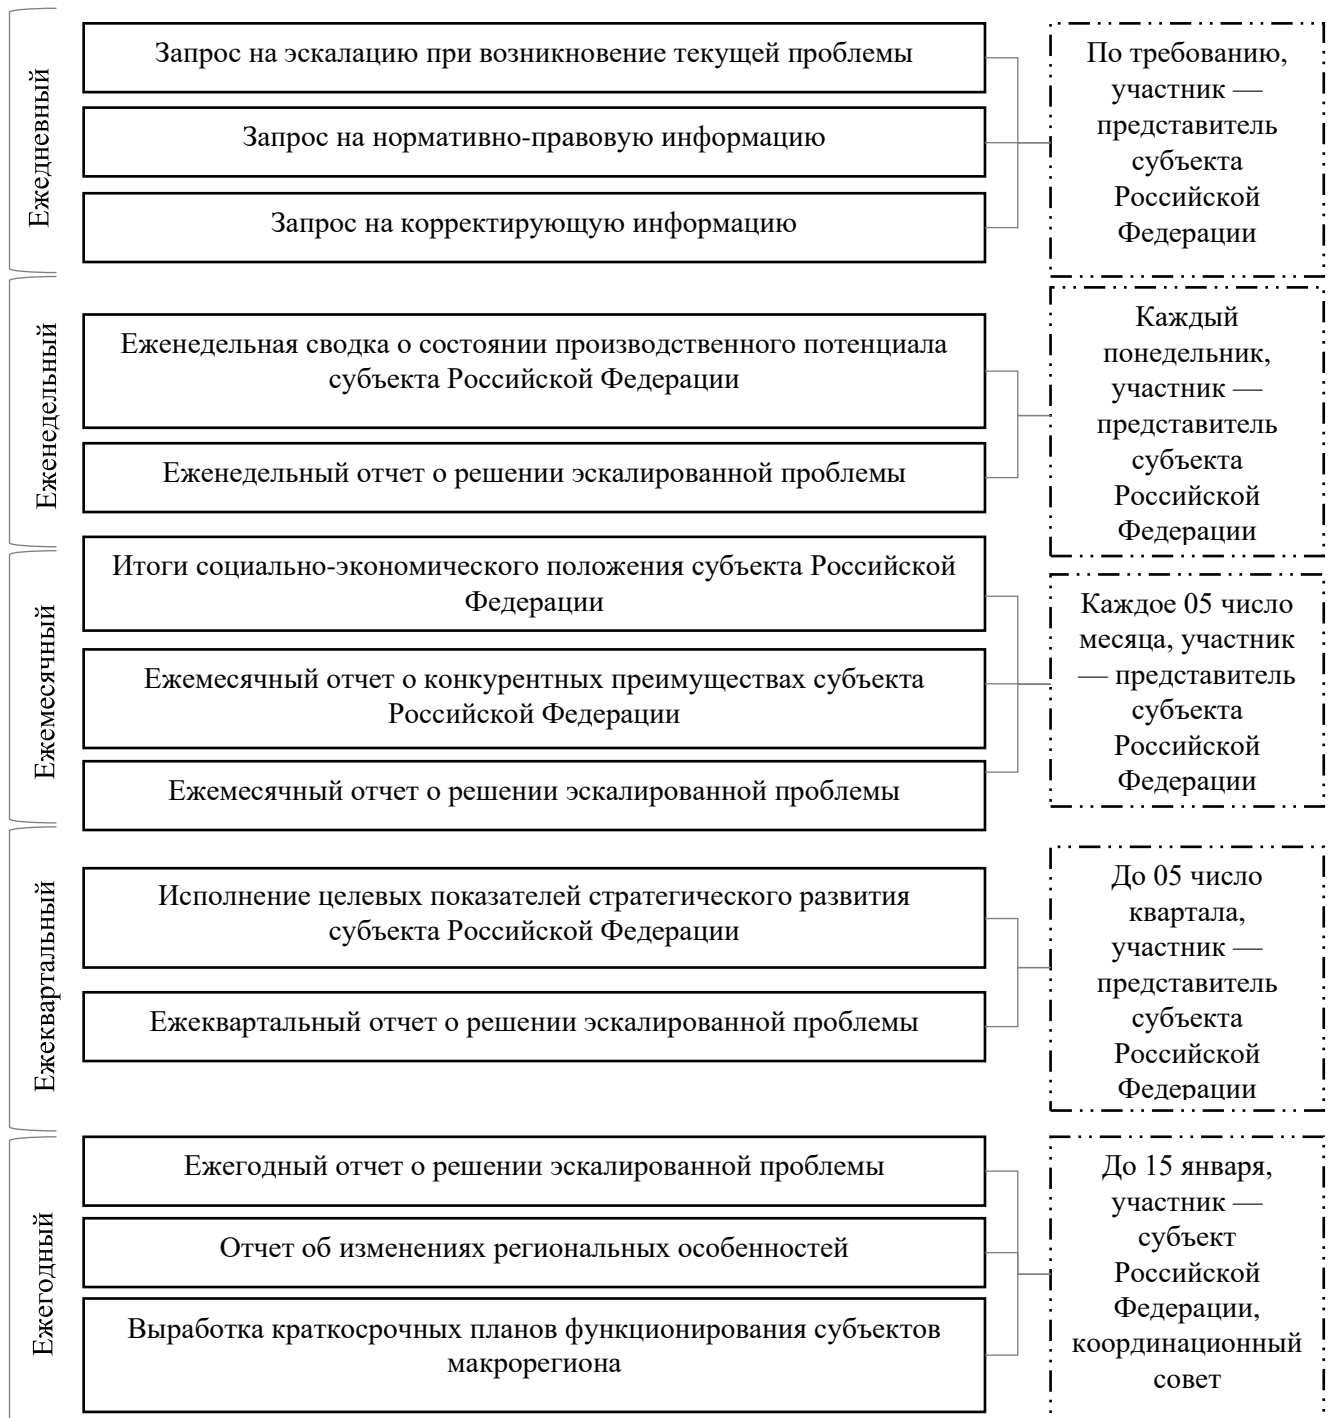 Ежедневный
Запрос на эскалацию при возникновение текущей проблемы
Запрос на нормативно-правовую информацию
Запрос на корректирующую информацию
По требованию,
участник —
представитель
субъекта
Российской
Федерации
Еженедельный
Еженедельная сводка о состоянии производственного потенциала
субъекта Российской Федерации
Еженедельный отчет о решении эскалированной проблемы
Каждый
понедельник,
участник —
представитель
субъекта
Российской
Федерации
Ежемесячный
Итоги социально-экономического положения субъекта Российской
Федерации
Ежемесячный отчет о конкурентных преимуществах субъекта
Российской Федерации
Ежемесячный отчет о решении эскалированной проблемы
Каждое 05 число
месяца, участник
— представитель
субъекта
Российской
Федерации
Ежеквартальный
Исполнение целевых показателей стратегического развития
субъекта Российской Федерации
Ежеквартальный отчет о решении эскалированной проблемы
До 05 число
квартала,
участник —
представитель
субъекта
Российской
Федерации
Ежегодный
Ежегодный отчет о решении эскалированной проблемы
Отчет об изменениях региональных особенностей
Выработка краткосрочных планов функционирования субъектов
макрорегиона
До 15 января,
участник —
субъект
Российской
Федерации,
координационный
совет